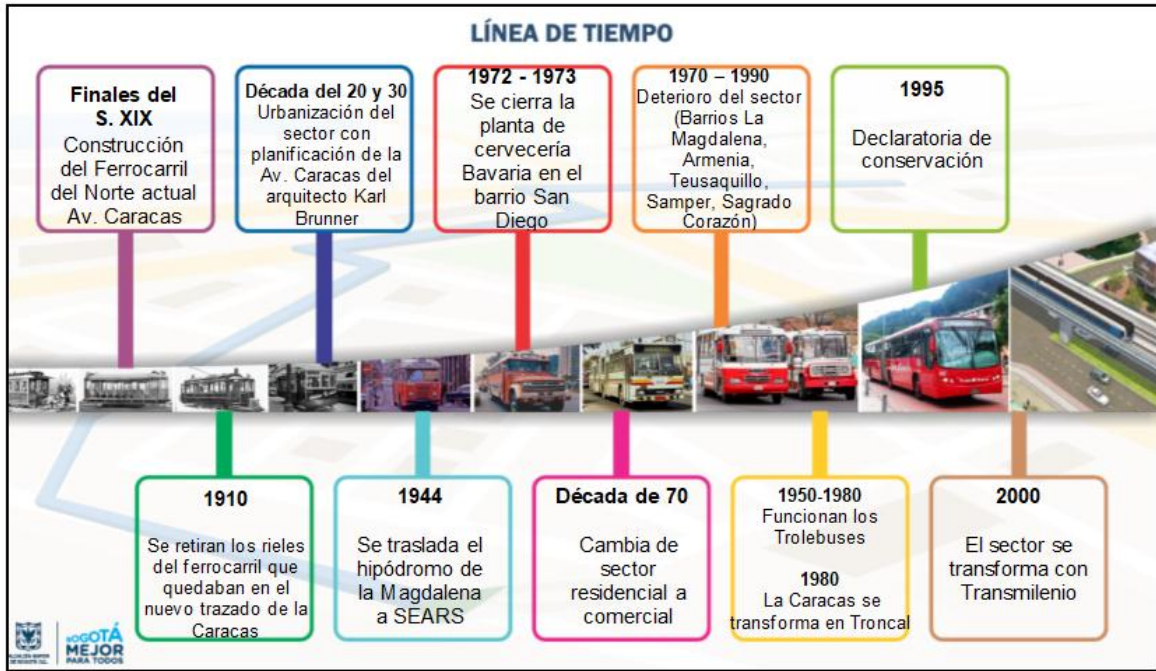 LÍNEA DE TIEMPO
Finales del
S. XIX
Construcción
del Ferrocarril
del Norte actual
Av. Caracas
Década del 20 y 30
Urbanización del
sector con
planificación de la
Av. Caracas del
arquitecto Karl
Brunner
1972 - 1973
Se cierra la
planta de
cervecería
Bavaria en el
barrio San
Diego
1970 – 1990
Deterioro del sector
(Barrios La
Magdalena,
Armenia,
Teusaquillo,
Samper, Sagrado
Corazón)
1995
Declaratoria de
conservación
1910
Se retiran los rieles
del ferrocarril que
quedaban en el
nuevo trazado de la
Caracas
1944
Se traslada el
hipódromo de
la Magdalena
a SEARS
Década de 70
Cambia de
sector
residencial a
comercial
1950-1980
Funcionan los
Trolebuses
1980
La Caracas se
transforma en Troncal
2000
El sector se
transforma con
Transmilenio
ALCALDÍA MAYOR
DE BOGOTÁ D.C.
BOGOTÁ
MEJOR
PARA TODOS